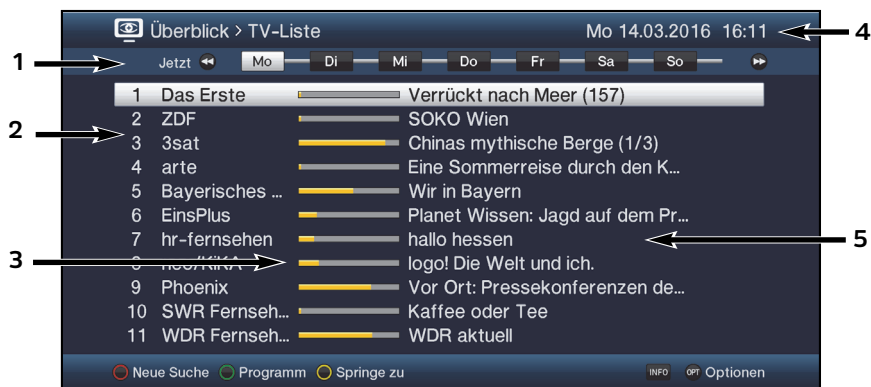 Überblick > TV-Liste Mo 14.03.2016 16:11 4
1 Jetzt Mo Di Mi Do Fr Sa So
1 Das Erste Verrückt nach Meer (157)
2 ZDF SOKO Wien
2
3 3sat Chinas mythische Berge (1/3)
4 arte Eine Sommerreise durch den K...
5 Bayerisches ... Wir in Bayern
6 EinsPlus Planet Wissen: Jagd auf dem Pr...
7 hr-fernsehen hallo hessen 5
3 logo! Die Welt und ich.
9 Phoenix Vor Ort: Pressekonferenzen de...
10 SWR Fernseh... Kaffee oder Tee
11 WDR Fernseh... WDR aktuell
Neue Suche Programm Springe zu INFO OPT Optionen